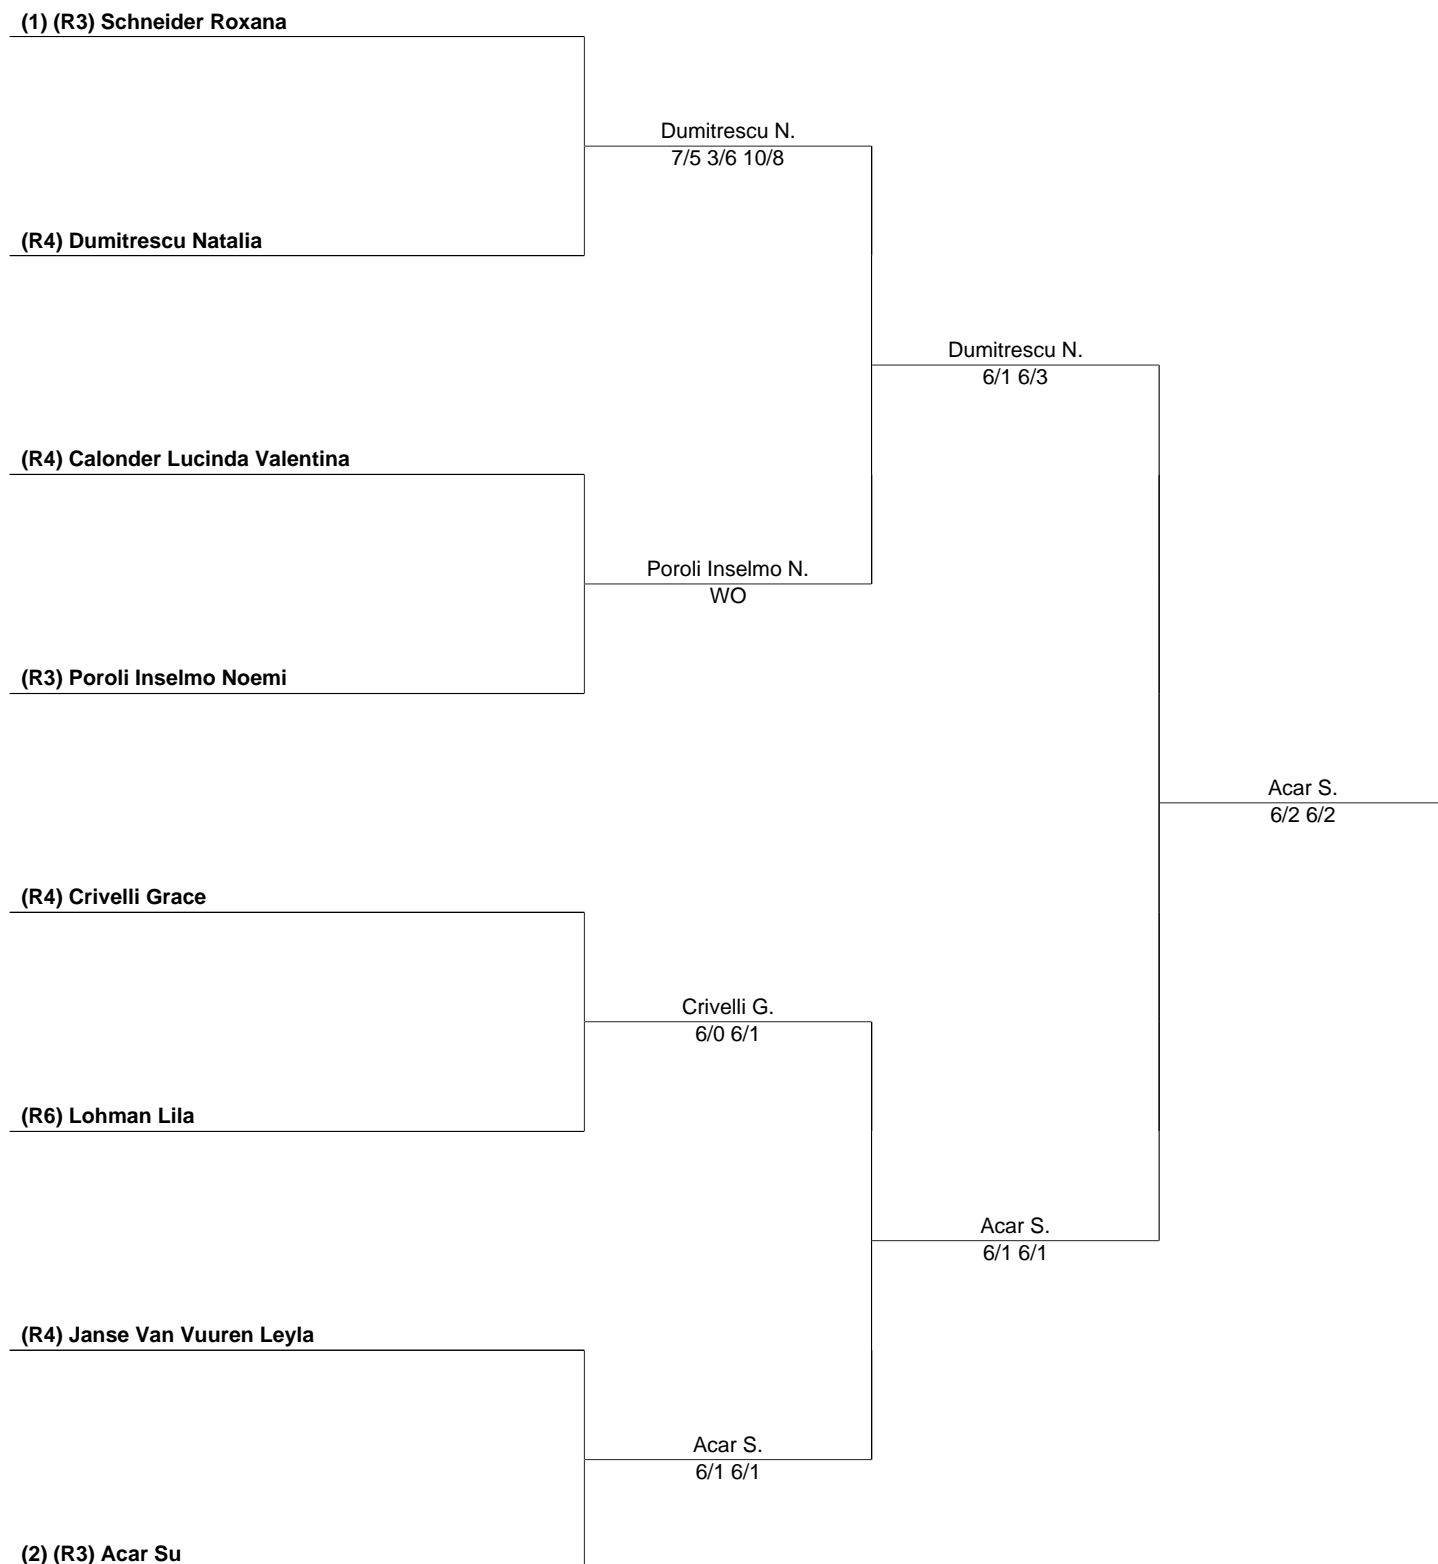 (1) (R3) Schneider Roxana
Dumitrescu N.
7/5 3/6 10/8
(R4) Dumitrescu Natalia
Dumitrescu N.
6/1 6/3
(R4) Calonder Lucinda Valentina
Poroli Inselmo N.
WO
(R3) Poroli Inselmo Noemi
Acar S.
6/2 6/2
(R4) Crivelli Grace
Crivelli G.
6/0 6/1
(R6) Lohman Lila
Acar S.
6/1 6/1
(R4) Janse Van Vuuren Leyla
Acar S.
6/1 6/1
(2) (R3) Acar Su